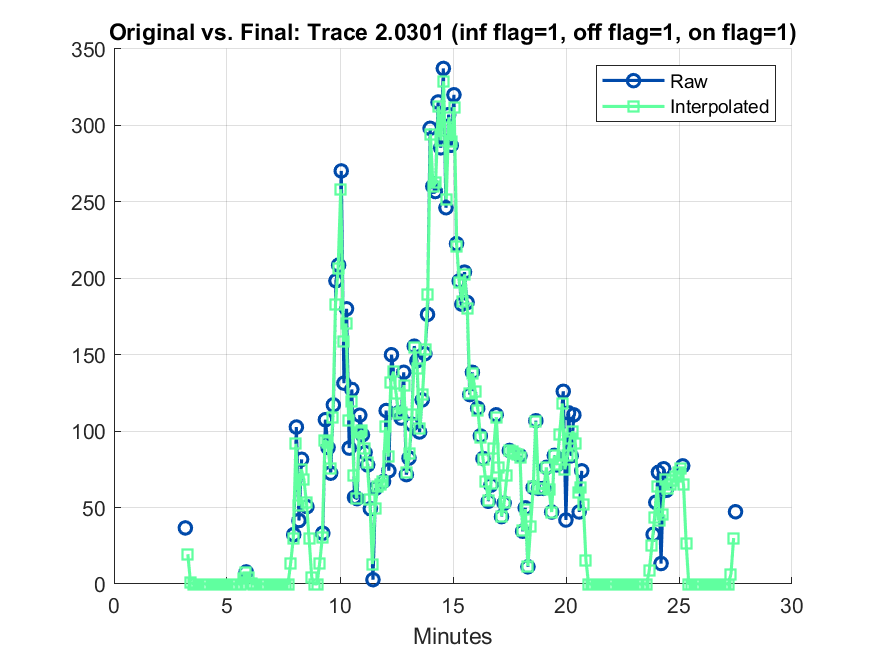 Original vs. Final: Trace 2.0301 (inf flag=1, off flag=1, on flag=1)
350
300
250
200
150
100
50
0
Raw
Interpolated
0 5 10 15 20 25 30
Minutes